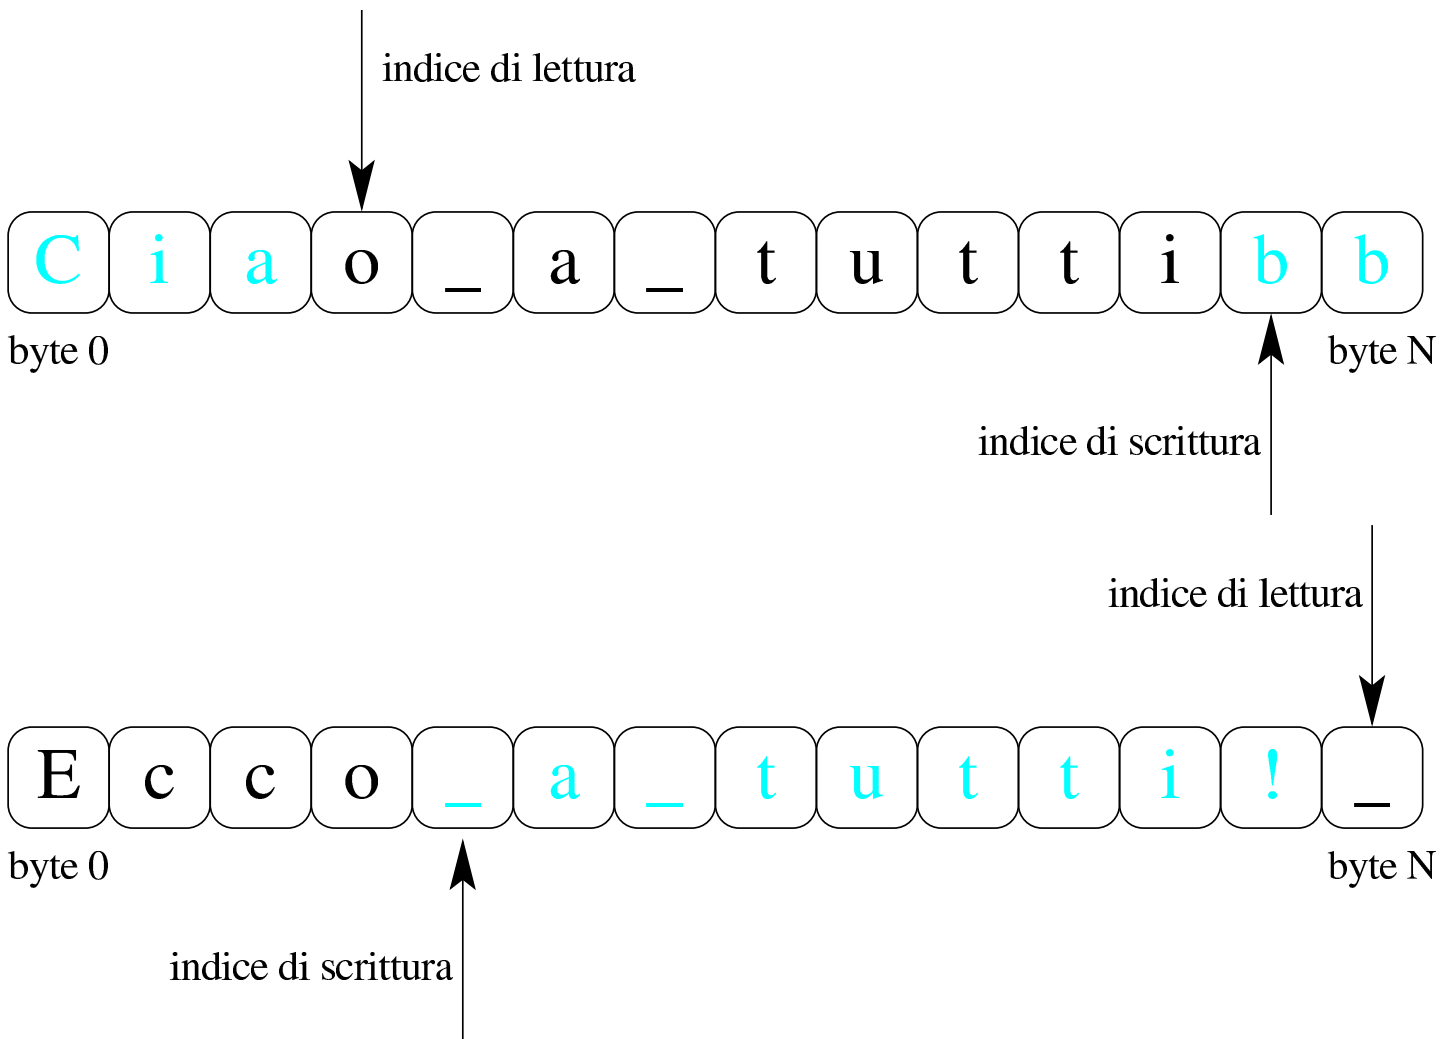 indice di lettura
C i a o _ a _ t u t t i b b
byte 0 byte N
indice di scrittura
indice di lettura
E c c o _ a _ t u t t i ! _
byte 0 byte N
indice di scrittura